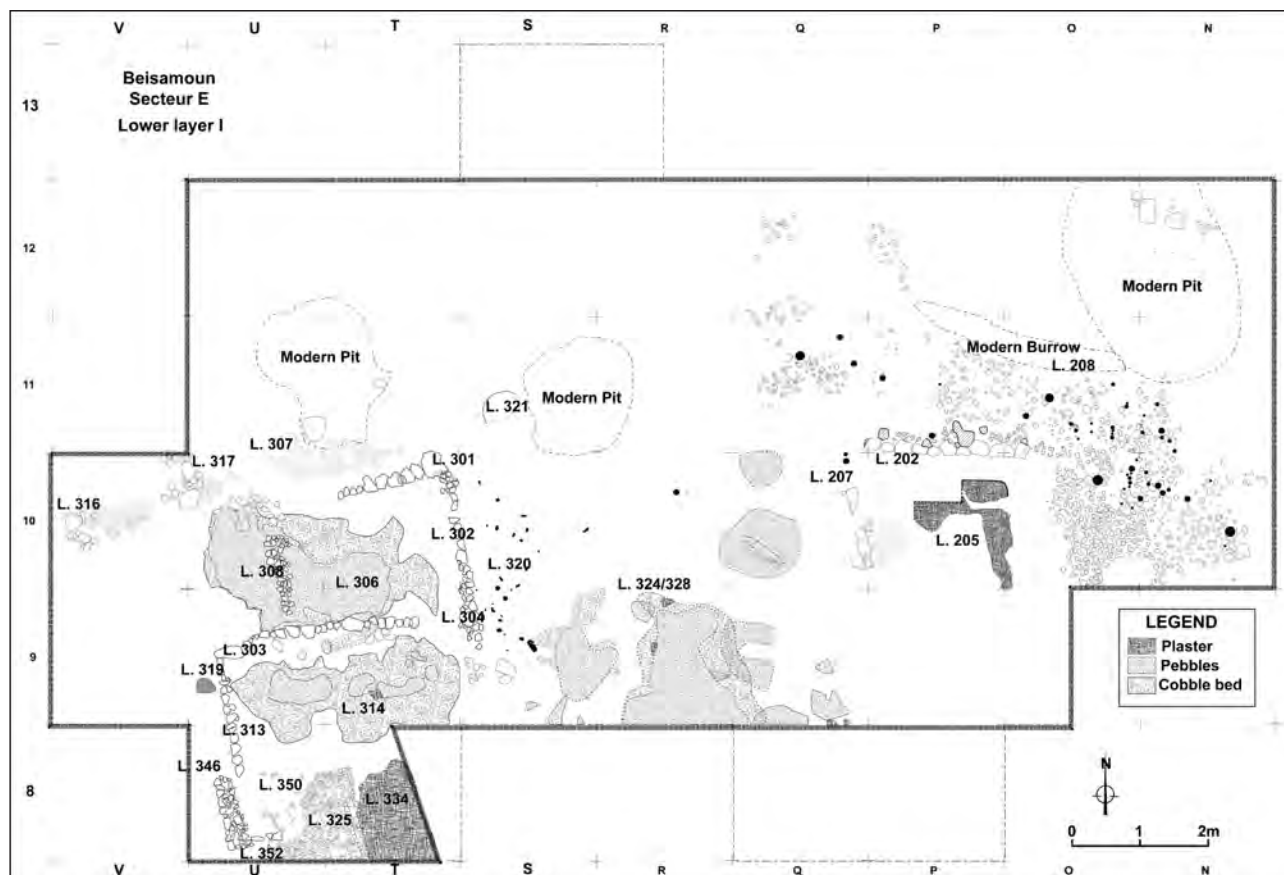 V U T S R Q P O N
Beisamoun
Secteur E
Lower layer I
13
12
Modern Pit
11
Modern Pit
Modern Pit
Modern Burrow
L. 208
L. 321
L. 307
L. 301
L. 317
L. 207
L. 202
L. 316
10
L. 302
L. 205
L. 308
L. 306
L. 320
L. 324/328
L. 304
9
L. 303
L. 319
L. 314
L. 313
LEGEND
Plaster
Pebbles
Cobble bed
L. 346
8
L. 350
L. 334
L. 325
L. 352
N
0 1 2m
V U T S R Q P O N